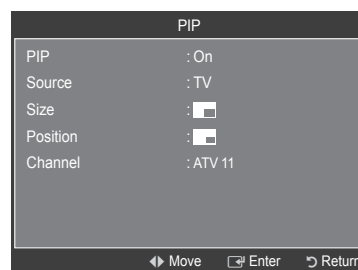 PIP
PIP : On
Source : TV
Size :
Position :
Channel : ATV 11
Move Enter Return